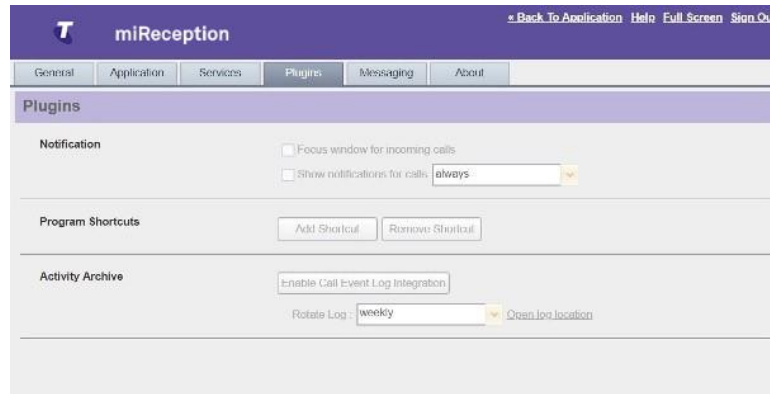 « Back To Application Help Full Screen Sign Ou
T miReception
General Application Services Plugins Messaging About
Plugins
Notification
Focus window for incoming calls
Show notifications for calls always
Program Shortcuts
Add Shortcut Remove Shortcut
Activity Archive
Enable Call Event Log Integration
Rotate Log : weekly Open log location